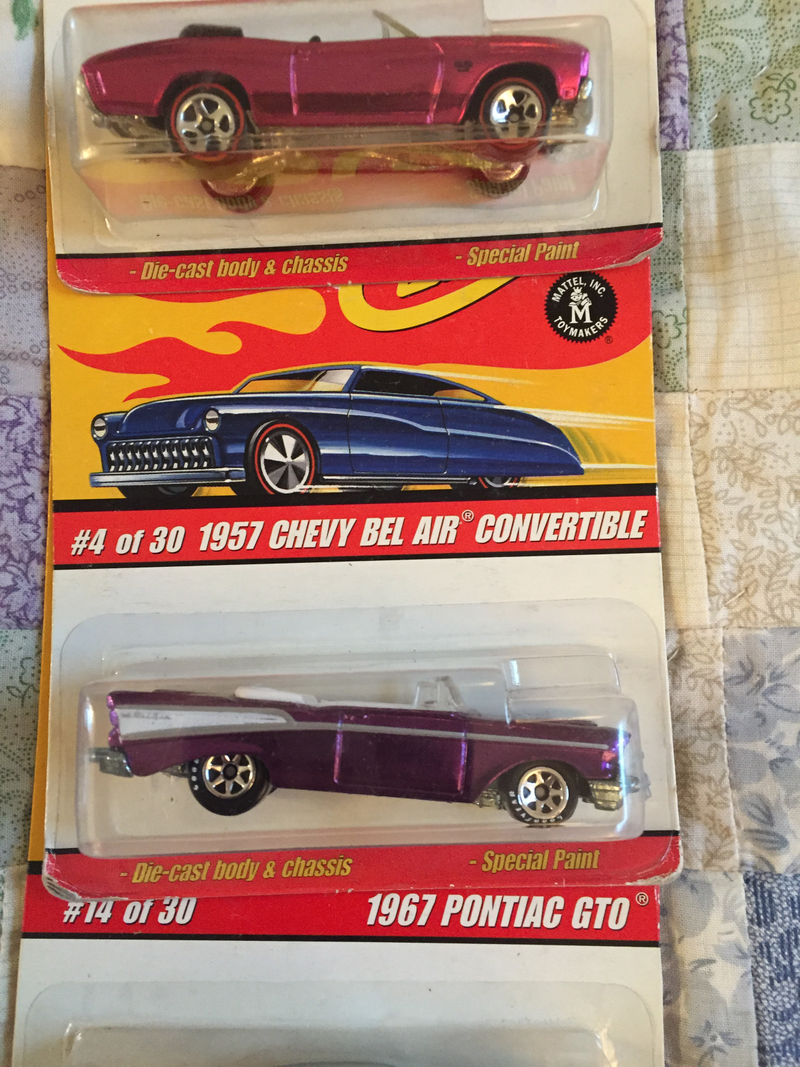 - Die-cast body & chassis - Special Paint
MATTEL, INC.
M
TOYMAKERS
®
#4 of 30 1957 CHEVY BEL AIR® CONVERTIBLE
- Die-cast body & chassis - Special Paint
#14 of 30 1967 PONTIAC GTO®